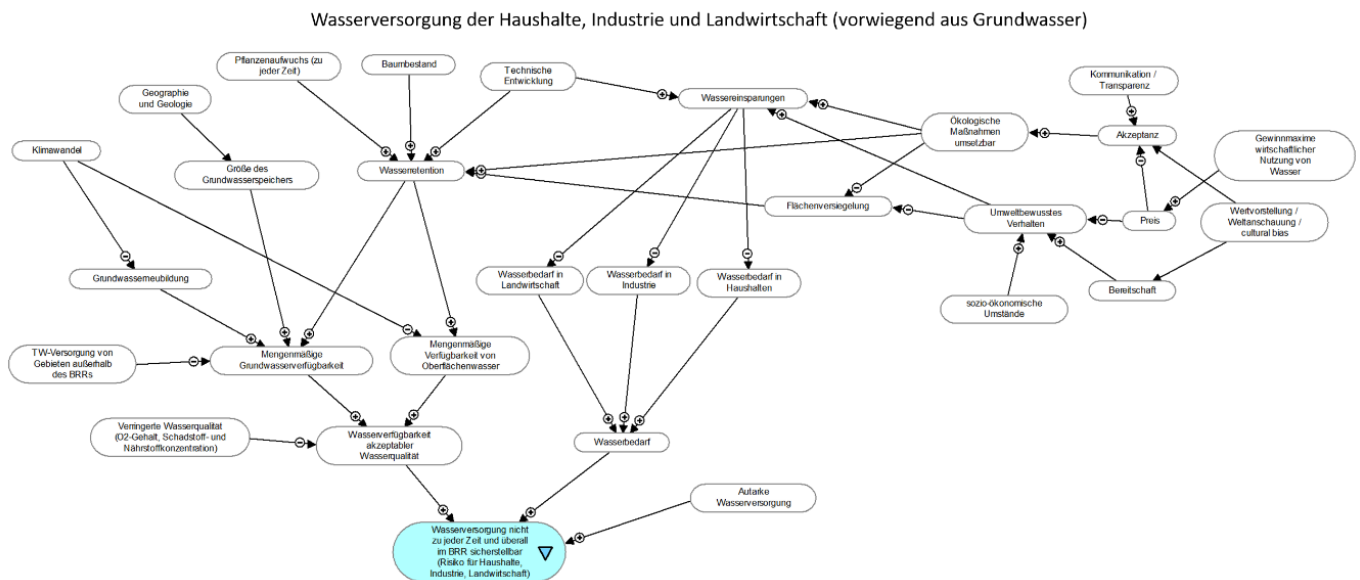 Wasserversorgung der Haushalte, Industrie und Landwirtschaft (vorwiegend aus Grundwasser)
Pflanzenaufwuchs (zu
jeder Zeit)
Baumbestand
Technische
Entwicklung
Wassereinsparungen
Kommunikation /
Transparenz
Geographie
und Geologie
Ökologische
Maßnahmen
umsetzbar
Akzeptanz
Gewinnmaxime
wirtschaftlicher
Nutzung von
Wasser
Klimawandel
Größe des
Grundwasserspeichers
Wasserretention
Flächenversiegelung
Umweltbewusstes
Verhalten
Preis
Wertvorstellung /
Weltanschauung /
cultural bias
Grundwasserneubildung
Wasserbedarf in
Landwirtschaft
Wasserbedarf in
Industrie
Wasserbedarf in
Haushalten
sozio-ökonomische
Umstände
Bereitschaft
TW-Versorgung von
Gebieten außerhalb
des BRRs
Mengenmäßige
Grundwasserverfügbarkeit
Mengenmäßige
Verfügbarkeit von
Oberflächenwasser
Verringerte Wasserqualität
(O2-Gehalt, Schadstoff- und
Nährstoffkonzentration)
Wasserverfügbarkeit
akzeptabler
Wasserqualität
Wasserbedarf
Autarke
Wasserversorgung
Wasserversorgung nicht
zu jeder Zeit und überall
im BRR sicherstellbar
(Risiko für Haushalte,
Industrie, Landwirtschaft)